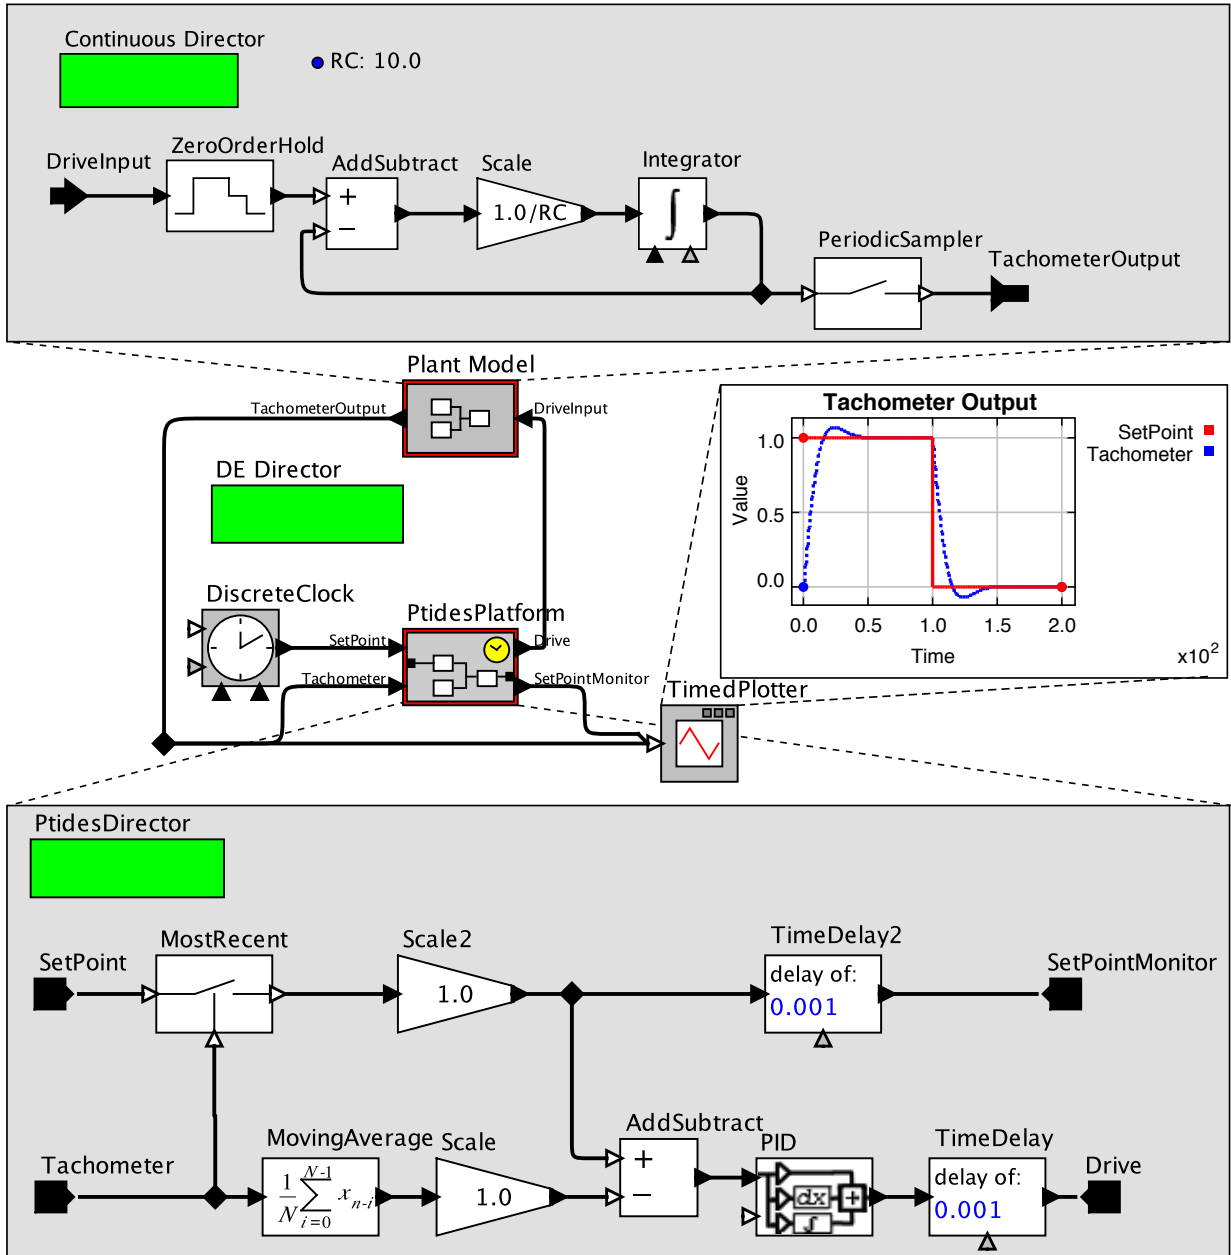 Continuous Director
RC: 10.0
DriveInput
ZeroOrderHold
AddSubtract
+
−
Scale
1.0/RC
Integrator
∫
PeriodicSampler
TachometerOutput
Plant Model
TachometerOutput
DriveInput
DE Director
DiscreteClock
PtidesPlatform
SetPoint
Drive
Tachometer
SetPointMonitor
TimedPlotter
Tachometer Output
SetPoint
Tachometer
Value
1.0
0.5
0.0
0.0 0.5 1.0 1.5 2.0
Time
x10²
PtidesDirector
SetPoint
MostRecent
Scale2
1.0
TimeDelay2
delay of:
0.001
SetPointMonitor
Tachometer
MovingAverage
1/N ∑ i=0 N-1 x n-i
Scale
1.0
AddSubtract
+
−
PID
dx
+
∫
TimeDelay
delay of:
0.001
Drive